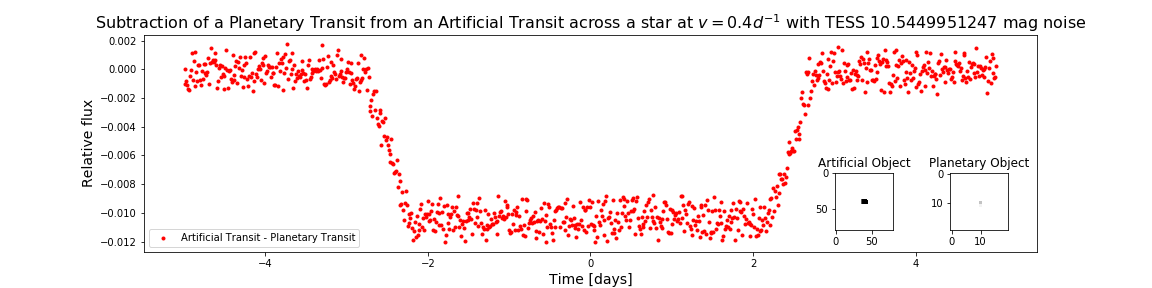 Subtraction of a Planetary Transit from an Artificial Transit across a star at v = 0.4d⁻¹ with TESS 10.5449951247 mag noise
Relative flux
0.002
0.000
−0.002
−0.004
−0.006
−0.008
−0.010
−0.012
Artificial Transit - Planetary Transit
Artificial Object
0
50
0 50
Planetary Object
0
10
0 10
−4 −2 0 2 4
Time [days]